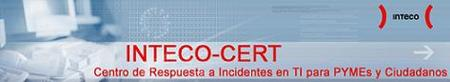 INTECO
INTECO-CERT
Centro de Respuesta a Incidentes en TI para PYMEs y Ciudadanos